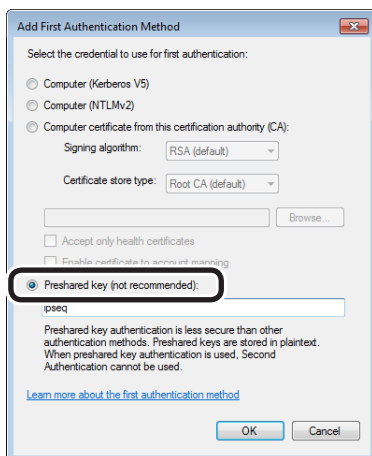 Add First Authentication Method
Select the credential to use for first authentication:
Computer (Kerberos V5)
Computer (NTLMv2)
Computer certificate from this certification authority (CA):
Signing algorithm: RSA (default)
Certificate store type: Root CA (default)
Browse...
Accept only health certificates
Enable certificate to account mapping
Preshared key (not recommended):
ipseq
Preshared key authentication is less secure than other
authentication methods. Preshared keys are stored in plaintext.
When preshared key authentication is used, Second
Authentication cannot be used.
Learn more about the first authentication method
OK Cancel